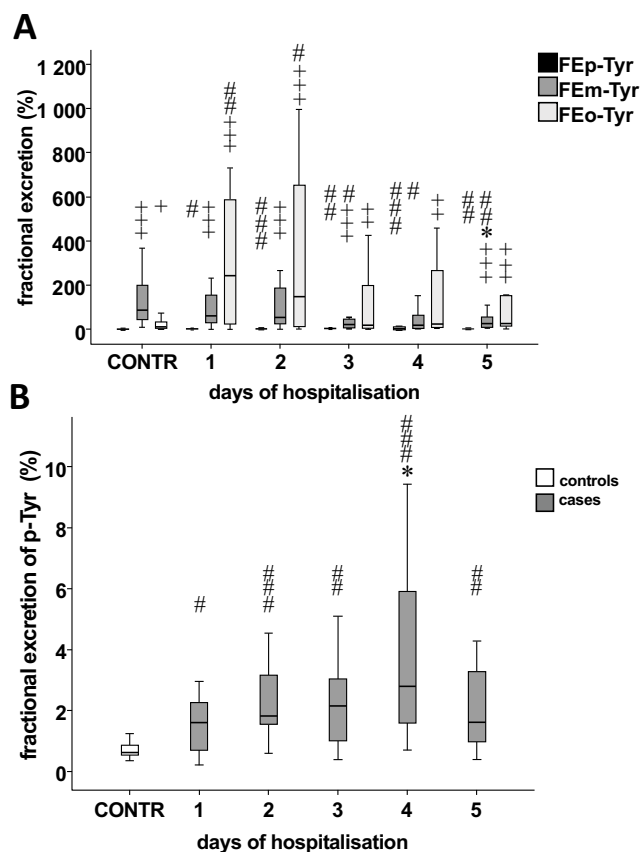 A
1 200
1 000
800
600
400
200
0
fractional excretion (%)
FEp-Tyr
FEm-Tyr
FEo-Tyr
+++
+
##
+++
##+++
###
+++
#+++
##
#+++
++
###
#
++
##
##*+++
+++
CONTR 1 2 3 4 5
days of hospitalisation
B
10
8
6
4
2
0
fractional excretion of p-Tyr (%)
controls
cases
#
###
##
###*
##
CONTR 1 2 3 4 5
days of hospitalisation